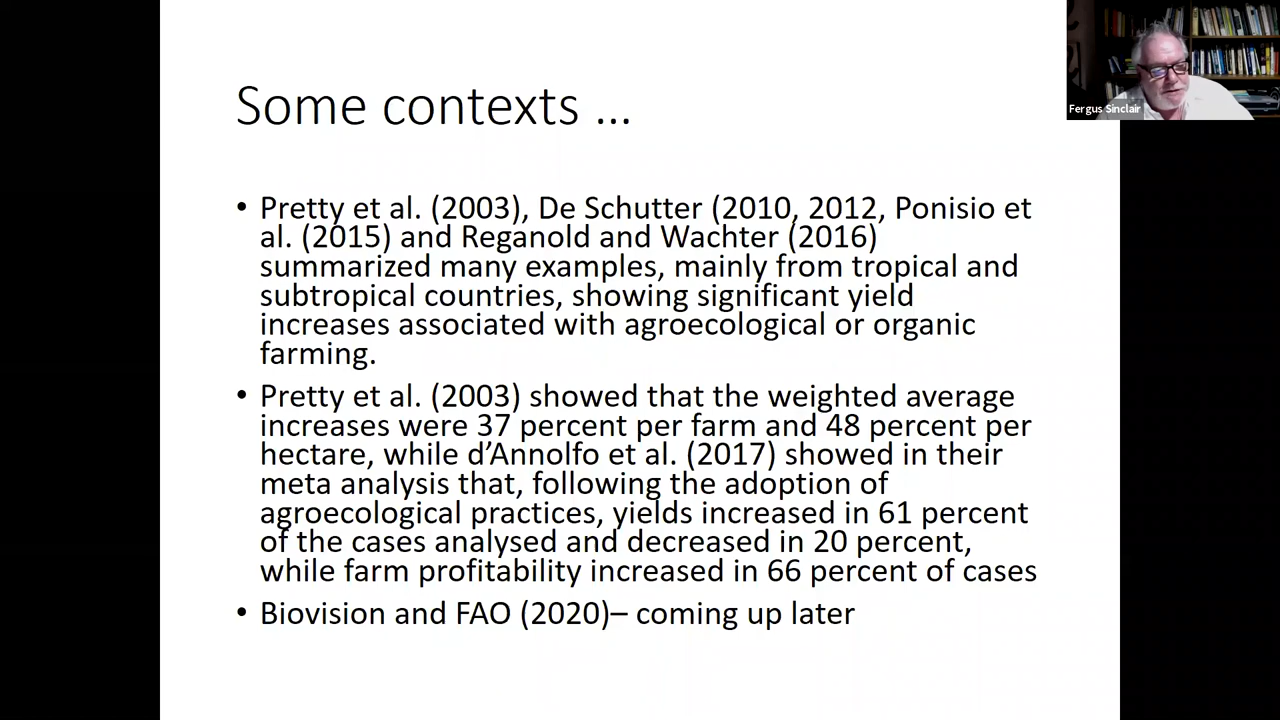 Some contexts ...
Fergus Sinclair
• Pretty et al. (2003), De Schutter (2010, 2012, Ponisio et
al. (2015) and Reganold and Wachter (2016)
summarized many examples, mainly from tropical and
subtropical countries, showing significant yield
increases associated with agroecological or organic
farming.
• Pretty et al. (2003) showed that the weighted average
increases were 37 percent per farm and 48 percent per
hectare, while d’Annolfo et al. (2017) showed in their
meta analysis that, following the adoption of
agroecological practices, yields increased in 61 percent
of the cases analysed and decreased in 20 percent,
while farm profitability increased in 66 percent of cases
• Biovision and FAO (2020)– coming up later